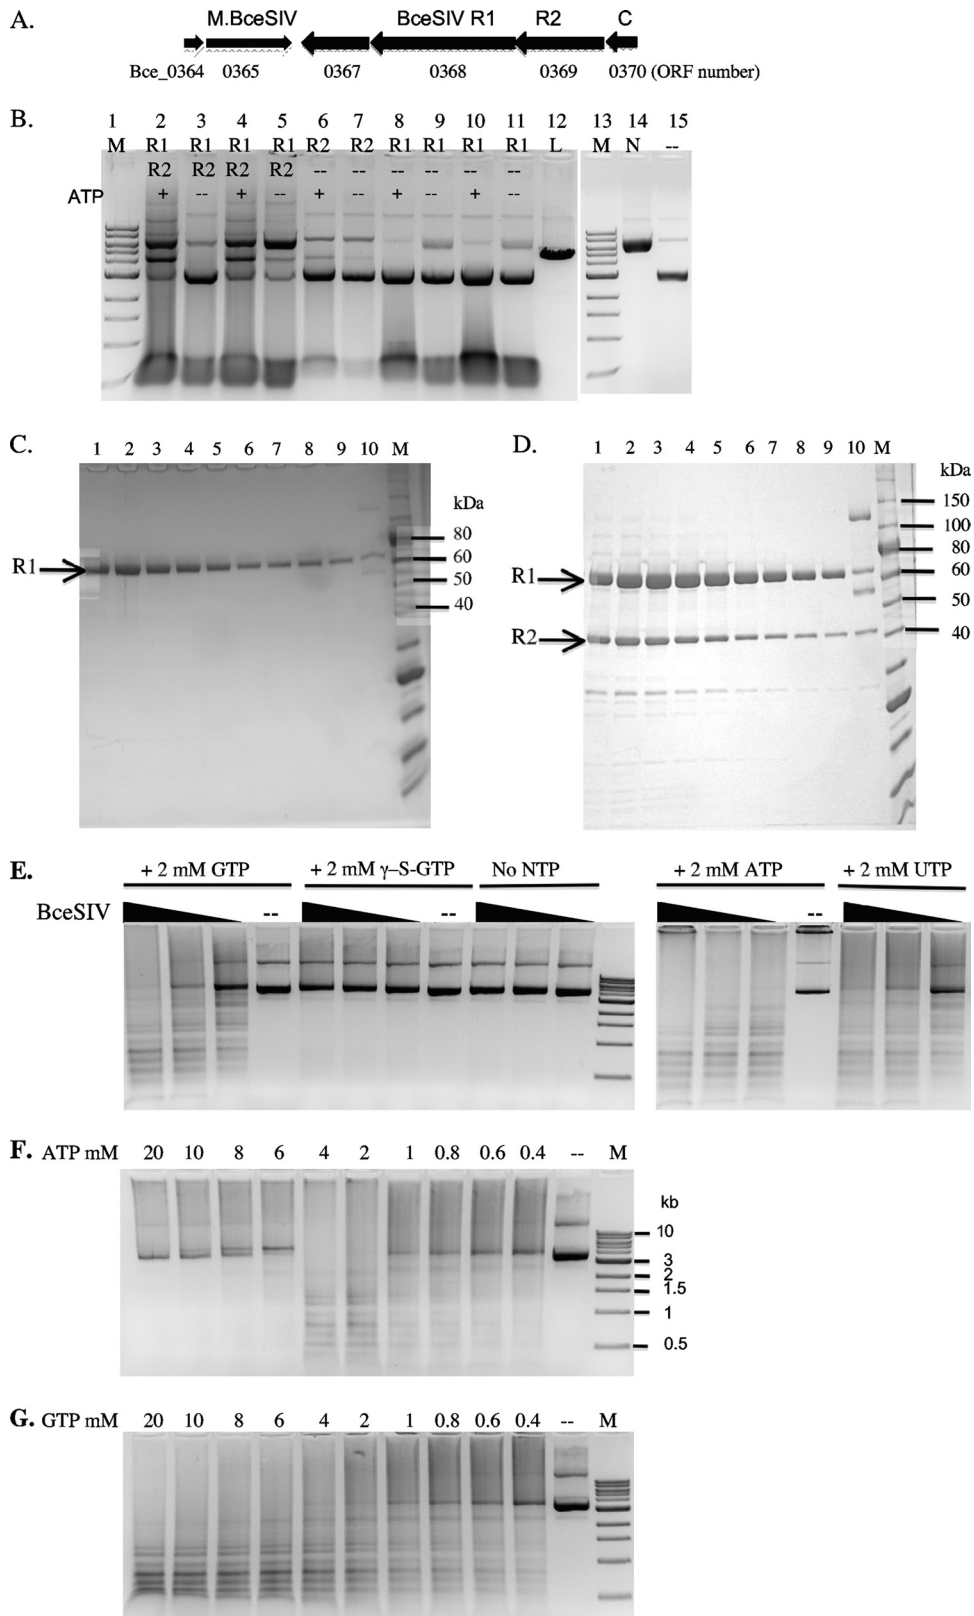 A.
M.BceSIV BceSIV R1 R2 C
Bce_0364 0365 0367 0368 0369 0370 (ORF number)
B.
1 2 3 4 5 6 7 8 9 10 11 12 13 14 15
M R1 R1 R1 R1 R2 R2 R1 R1 R1 R1 L M N --
R2 R2 R2 R2 -- -- -- -- -- --
ATP + -- + -- + -- + -- + --
C.
1 2 3 4 5 6 7 8 9 10 M
kDa
80
60
50
40
R1
D.
1 2 3 4 5 6 7 8 9 10 M
kDa
150
100
80
60
50
40
R1
R2
E.
+ 2 mM GTP + 2 mM γ–S-GTP No NTP + 2 mM ATP + 2 mM UTP
BceSIV -- -- --
F. ATP mM 20 10 8 6 4 2 1 0.8 0.6 0.4 -- M
kb
10
3
2
1.5
1
0.5
G. GTP mM 20 10 8 6 4 2 1 0.8 0.6 0.4 -- M